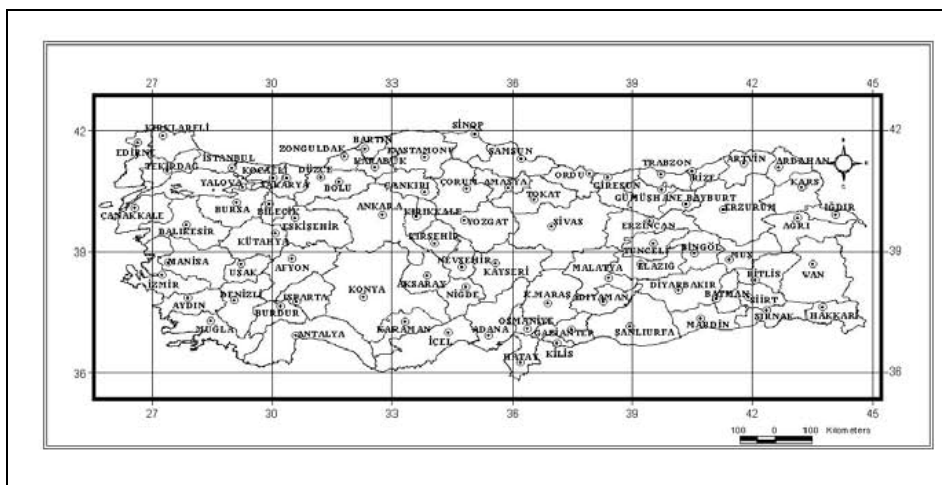 27 30 33 36 39 42 45
42 42
SİNOP
KIRKLARELİ
BARTIN
EDİRNE ZONGULDAK KASTAMONU SAMSUN
İSTANBUL KARABÜK TRABZON ARTVİN ARDAHAN
TEKİRDAĞ KOCAELİ DÜZCE ORDU RİZE
YALOVA SAKARYA BOLU ÇANKIRI ÇORUM AMASYA TOKAT GİRESUN KARS
GÜMÜŞHANE BAYBURT
ÇANAKKALE BURSA BİLECİK ANKARA KIRIKKALE ERZURUM IĞDIR
BALIKESİR ESKİŞEHİR YOZGAT SİVAS ERZİNCAN AĞRI
KÜTAHYA KIRŞEHİR
39 TUNCELİ BİNGÖL 39
MANİSA UŞAK AFYON NEVŞEHİR KAYSERİ MALATYA ELAZIĞ MUŞ BİTLİS VAN
İZMİR AKSARAY NİĞDE DİYARBAKIR
AYDIN DENİZLİ ISPARTA KONYA K.MARAŞ ADIYAMAN BATMAN SİİRT
BURDUR ŞIRNAK HAKKARİ
MUĞLA ANTALYA KARAMAN İÇEL ADANA OSMANİYE GAZİANTEP ŞANLIURFA MARDİN
KİLİS
HATAY
36 36
27 30 33 36 39 42 45
100 0 100 Kilometers